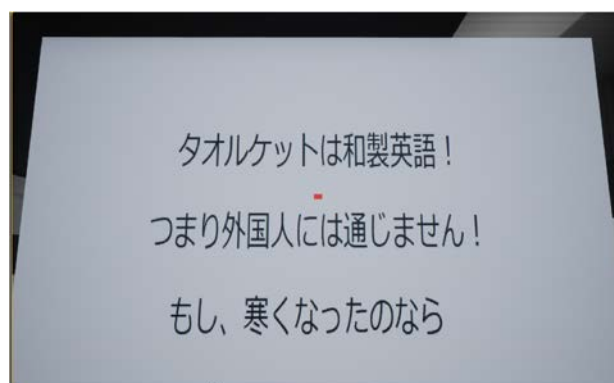 タオルケットは和製英語！
つまり外国人には通じません！
もし、寒くなったのなら